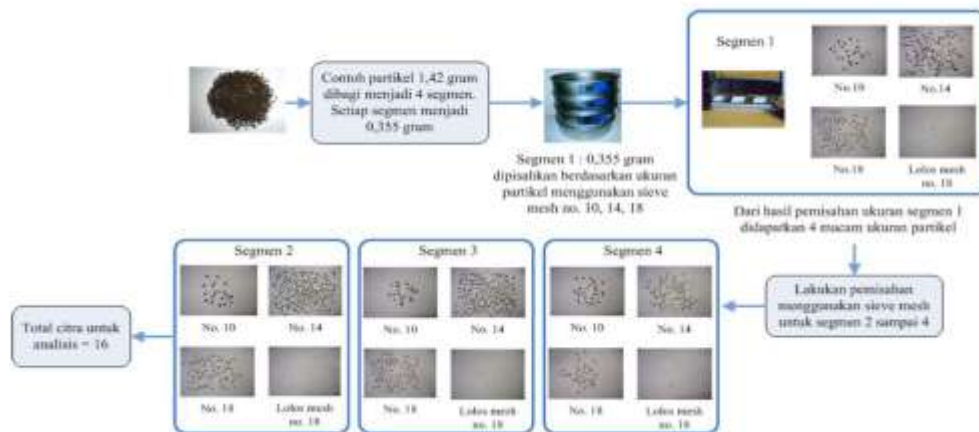 Contoh partikel 1,42 gram
dibagi menjadi 4 segmen.
Setiap segmen menjadi
0,355 gram
Segmen 1 : 0,355 gram
dipisahkan berdasarkan ukuran
partikel menggunakan sieve
mesh no. 10, 14, 18
Segmen 1
No.10
No.14
No.18
Lolos mesh
no. 18
Dari hasil pemisahan ukuran segmen 1
didapatkan 4 macam ukuran partikel
Lakukan pemisahan
menggunakan sieve mesh
untuk segmen 2 sampai 4
Segmen 4
No. 10
No. 14
No. 18
Lolos mesh
no. 18
Segmen 3
No. 10
No. 14
No. 18
Lolos mesh
no. 18
Segmen 2
No. 10
No. 14
No. 18
Lolos mesh
no. 18
Total citra untuk
analisis = 16